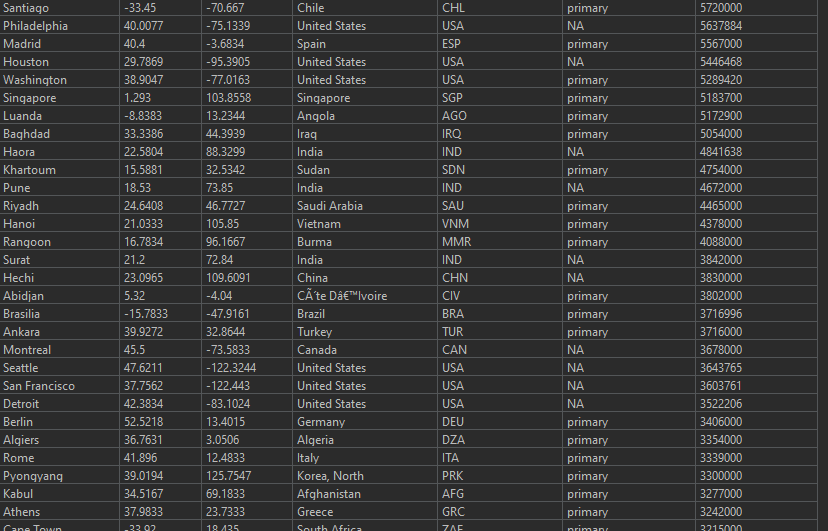 Santiago -33.45 -70.667 Chile CHL primary 5720000
Philadelphia 40.0077 -75.1339 United States USA NA 5637884
Madrid 40.4 -3.6834 Spain ESP primary 5567000
Houston 29.7869 -95.3905 United States USA NA 5446468
Washington 38.9047 -77.0163 United States USA primary 5289420
Singapore 1.293 103.8558 Singapore SGP primary 5183700
Luanda -8.8383 13.2344 Angola AGO primary 5172900
Baghdad 33.3386 44.3939 Iraq IRQ primary 5054000
Haora 22.5804 88.3299 India IND NA 4841638
Khartoum 15.5881 32.5342 Sudan SDN primary 4754000
Pune 18.53 73.85 India IND NA 4672000
Riyadh 24.6408 46.7727 Saudi Arabia SAU primary 4465000
Hanoi 21.0333 105.85 Vietnam VNM primary 4378000
Rangoon 16.7834 96.1667 Burma MMR primary 4088000
Surat 21.2 72.84 India IND NA 3842000
Hechi 23.0965 109.6091 China CHN NA 3830000
Abidjan 5.32 -4.04 CÃ´te Dâ€™Ivoire CIV primary 3802000
Brasilia -15.7833 -47.9161 Brazil BRA primary 3716996
Ankara 39.9272 32.8644 Turkey TUR primary 3716000
Montreal 45.5 -73.5833 Canada CAN NA 3678000
Seattle 47.6211 -122.3244 United States USA NA 3643765
San Francisco 37.7562 -122.443 United States USA NA 3603761
Detroit 42.3834 -83.1024 United States USA NA 3522206
Berlin 52.5218 13.4015 Germany DEU primary 3406000
Algiers 36.7631 3.0506 Algeria DZA primary 3354000
Rome 41.896 12.4833 Italy ITA primary 3339000
Pyongyang 39.0194 125.7547 Korea, North PRK primary 3300000
Kabul 34.5167 69.1833 Afghanistan AFG primary 3277000
Athens 37.9833 23.7333 Greece GRC primary 3242000
Cape Town -33.92 18.435 South Africa ZAF primary 3215000